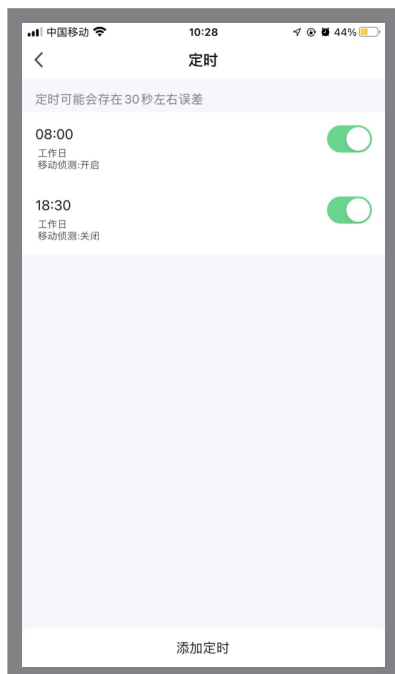 中国移动 10:28 44%
定时
定时可能会存在30秒左右误差
08:00
工作日
移动侦测:开启
18:30
工作日
移动侦测:关闭
添加定时